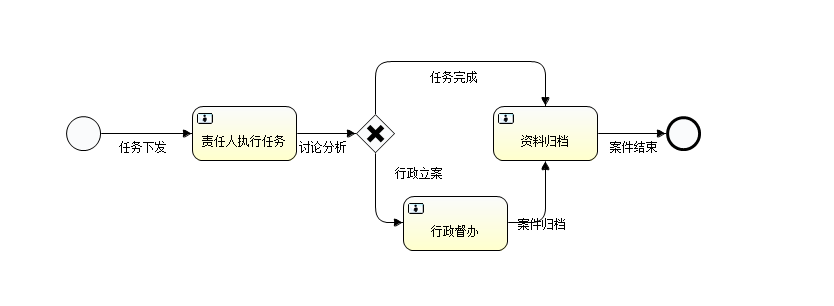 任务完成
任务下发
责任人执行任务
讨论分析
资料归档
案件结束
行政立案
行政督办
案件归档